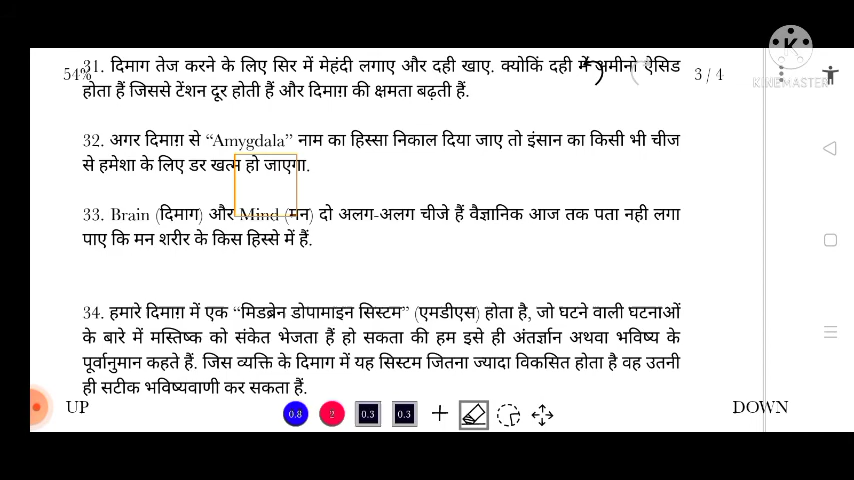 KINEMASTER
54%
3 / 4
31. दिमाग तेज करने के लिए सिर में मेहंदी लगाए और दही खाए. क्योकिं दही में अमीनो ऐसिड
होता हैं जिससे टेंशन दूर होती हैं और दिमाग़ की क्षमता बढ़ती हैं.
32. अगर दिमाग़ से “Amygdala” नाम का हिस्सा निकाल दिया जाए तो इंसान का किसी भी चीज
से हमेशा के लिए डर खत्म हो जाएगा.
33. Brain (दिमाग) और Mind (मन) दो अलग-अलग चीजे हैं वैज्ञानिक आज तक पता नही लगा
पाए कि मन शरीर के किस हिस्से में हैं.
34. हमारे दिमाग़ में एक “मिडब्रेन डोपामाइन सिस्टम” (एमडीएस) होता है, जो घटने वाली घटनाओं
के बारे में मस्तिष्क को संकेत भेजता हैं हो सकता की हम इसे ही अंतर्ज्ञान अथवा भविष्य के
पूर्वानुमान कहते हैं. जिस व्यक्ति के दिमाग में यह सिस्टम जितना ज्यादा विकसित होता है वह उतनी
ही सटीक भविष्यवाणी कर सकता हैं.
UP
DOWN
0.8 2 0.3 0.3